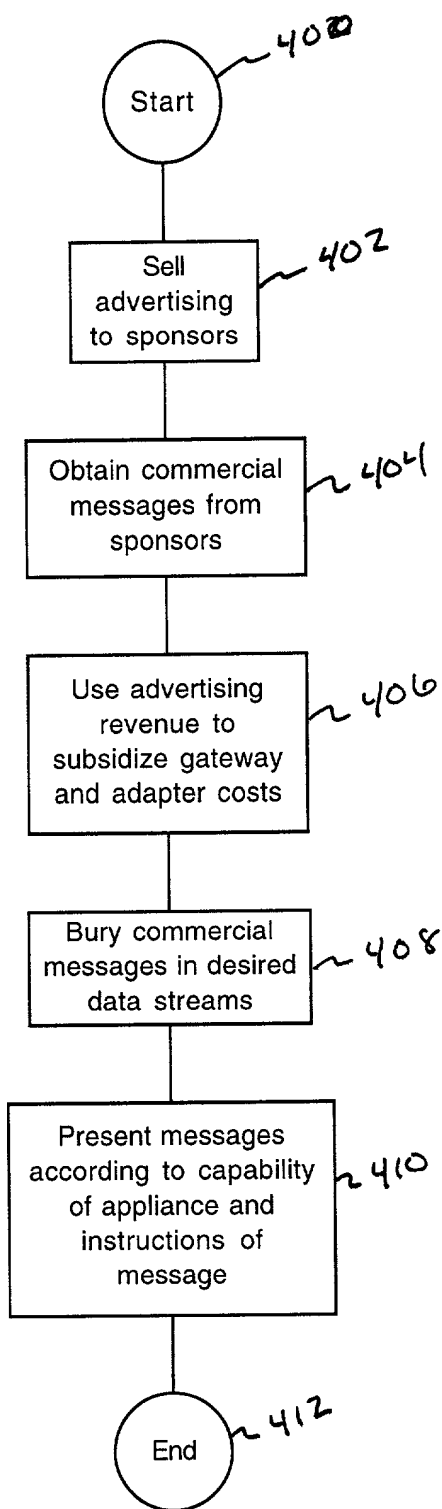 400
Start
402
Sell
advertising
to sponsors
404
Obtain commercial
messages from
sponsors
406
Use advertising
revenue to
subsidize gateway
and adapter costs
408
Bury commercial
messages in desired
data streams
410
Present messages
according to capability
of appliance and
instructions of
message
412
End